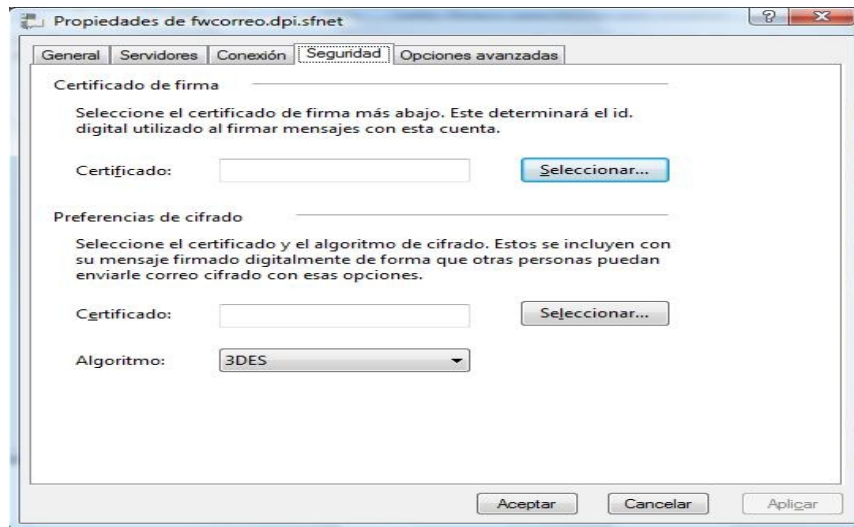 Propiedades de fwcorreo.dpi.sfnet
General Servidores Conexión Seguridad Opciones avanzadas
Certificado de firma
Seleccione el certificado de firma más abajo. Este determinará el id.
digital utilizado al firmar mensajes con esta cuenta.
Certificado: Seleccionar...
Preferencias de cifrado
Seleccione el certificado y el algoritmo de cifrado. Estos se incluyen con
su mensaje firmado digitalmente de forma que otras personas puedan
enviarle correo cifrado con esas opciones.
Certificado: Seleccionar...
Algoritmo: 3DES
Aceptar Cancelar Aplicar